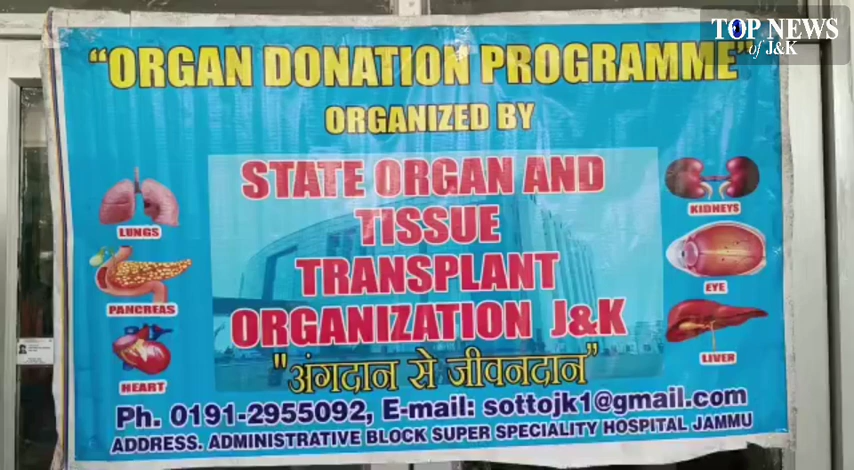 TOP NEWS
of J&K
"ORGAN DONATION PROGRAMME"
ORGANIZED BY
STATE ORGAN AND
TISSUE
TRANSPLANT
ORGANIZATION J&K
"अंगदान से जीवनदान"
LUNGS
PANCREAS
HEART
KIDNEYS
EYE
LIVER
Ph. 0191-2955092, E-mail: sottojk1@gmail.com
ADDRESS. ADMINISTRATIVE BLOCK SUPER SPECIALITY HOSPITAL JAMMU